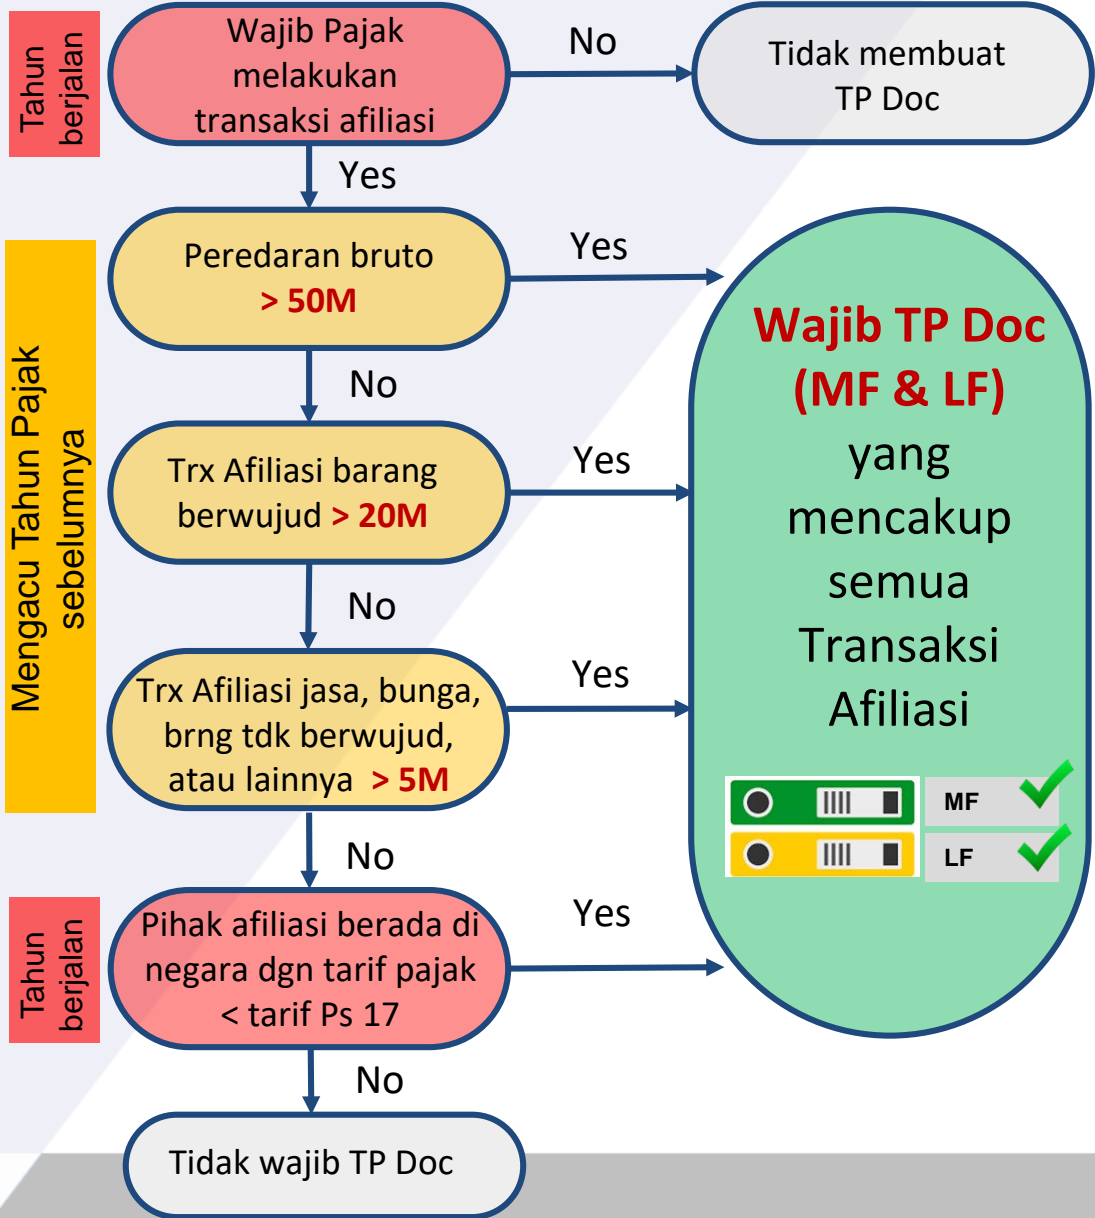 Tahun
berjalan
Wajib Pajak
melakukan
transaksi afiliasi
No
Tidak membuat
TP Doc
Yes
Mengacu Tahun Pajak
sebelumnya
Peredaran bruto
> 50M
Yes
No
Trx Afiliasi barang
berwujud > 20M
Yes
No
Trx Afiliasi jasa, bunga,
brng tdk berwujud,
atau lainnya > 5M
Yes
No
Wajib TP Doc
(MF & LF)
yang
mencakup
semua
Transaksi
Afiliasi
MF
LF
Tahun
berjalan
Pihak afiliasi berada di
negara dgn tarif pajak
< tarif Ps 17
Yes
No
Tidak wajib TP Doc